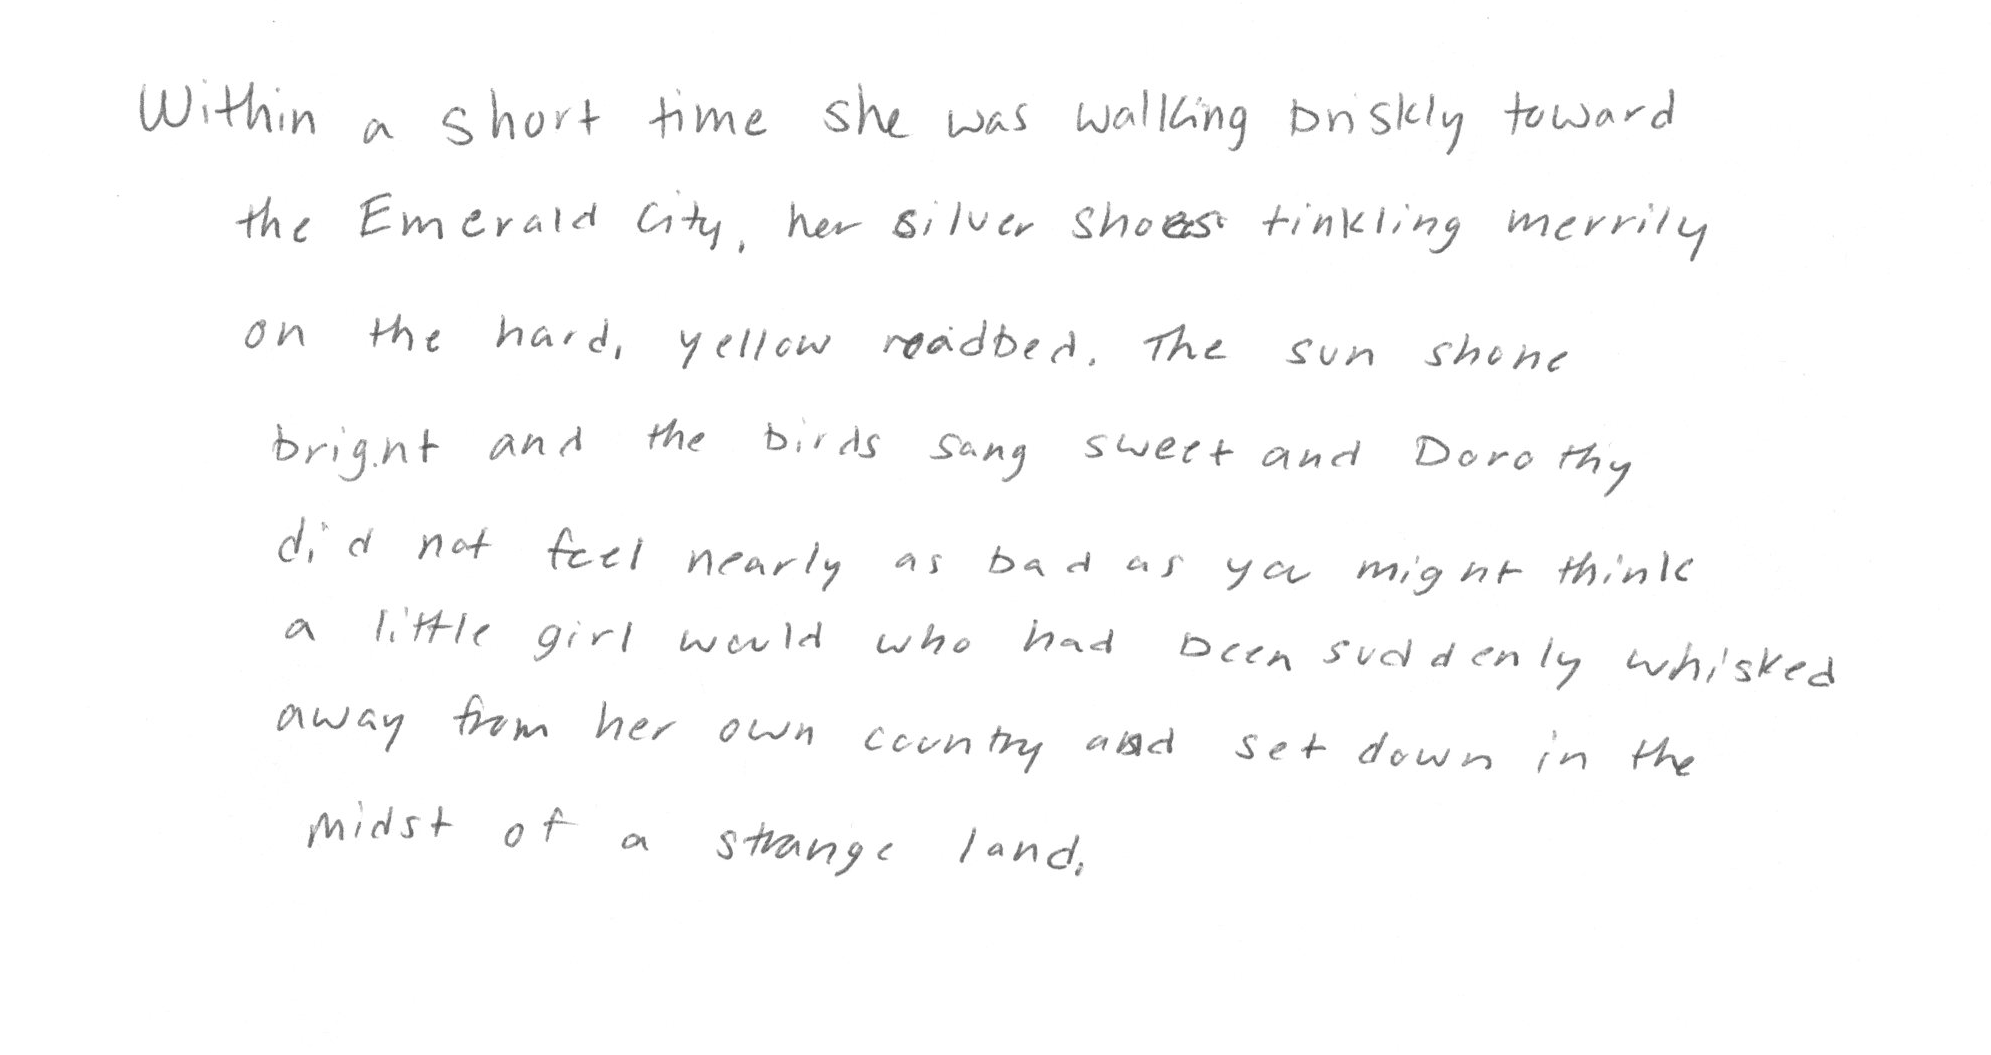 Within a short time she was walking briskly toward
the Emerald City, her silver shoes tinkling merrily
on the hard, yellow roadbed. The sun shone
bright and the birds sang sweet and Dorothy
did not feel nearly as bad as you might think
a little girl would who had been suddenly whisked
away from her own country and set down in the
midst of a strange land.